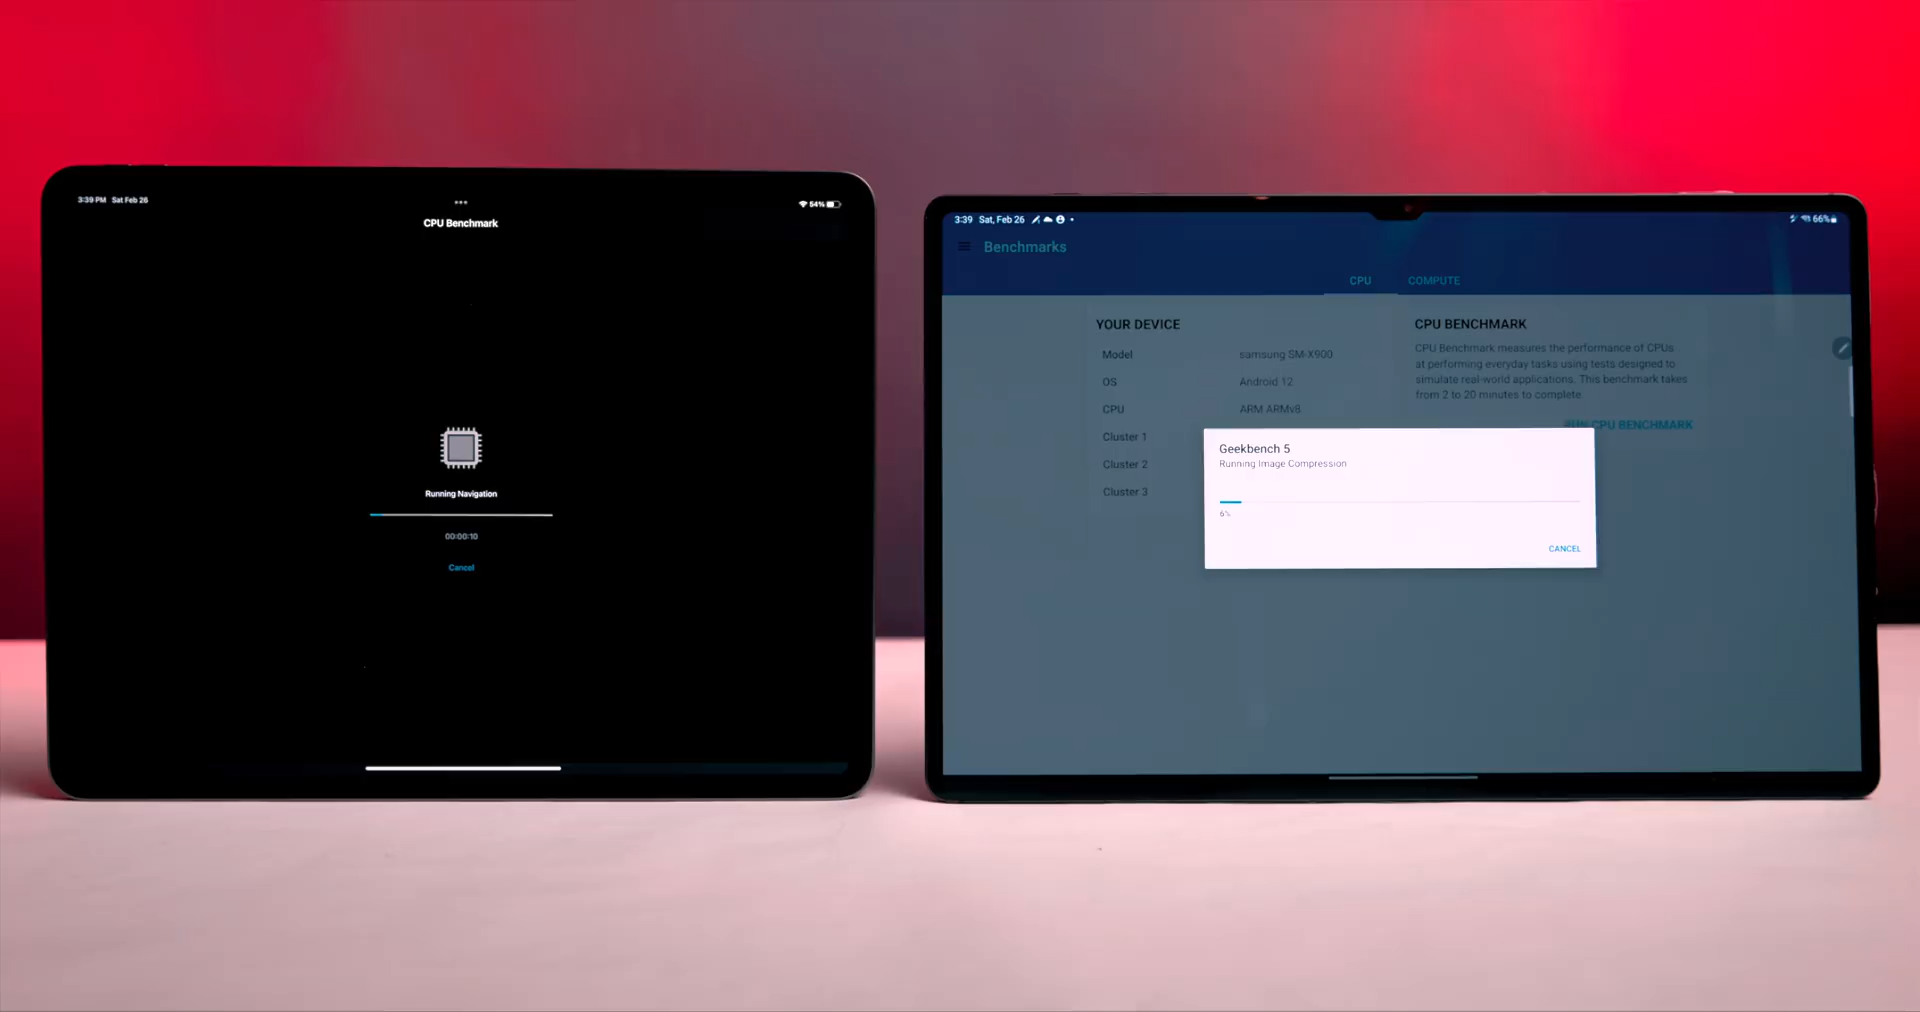 3:39 PM Sat Feb 26
54%
CPU Benchmark
Running Navigation
00:00:10
Cancel
3:39 Sat, Feb 26
66%
Benchmarks
CPU COMPUTE
YOUR DEVICE
Model samsung SM-X900
OS Android 12
CPU ARM ARMv8
Cluster 1
Cluster 2
Cluster 3
CPU BENCHMARK
CPU Benchmark measures the performance of CPUs
at performing everyday tasks using tests designed to
simulate real-world applications. This benchmark takes
from 2 to 20 minutes to complete
RUN CPU BENCHMARK
Geekbench 5
Running Image Compression
6%
CANCEL